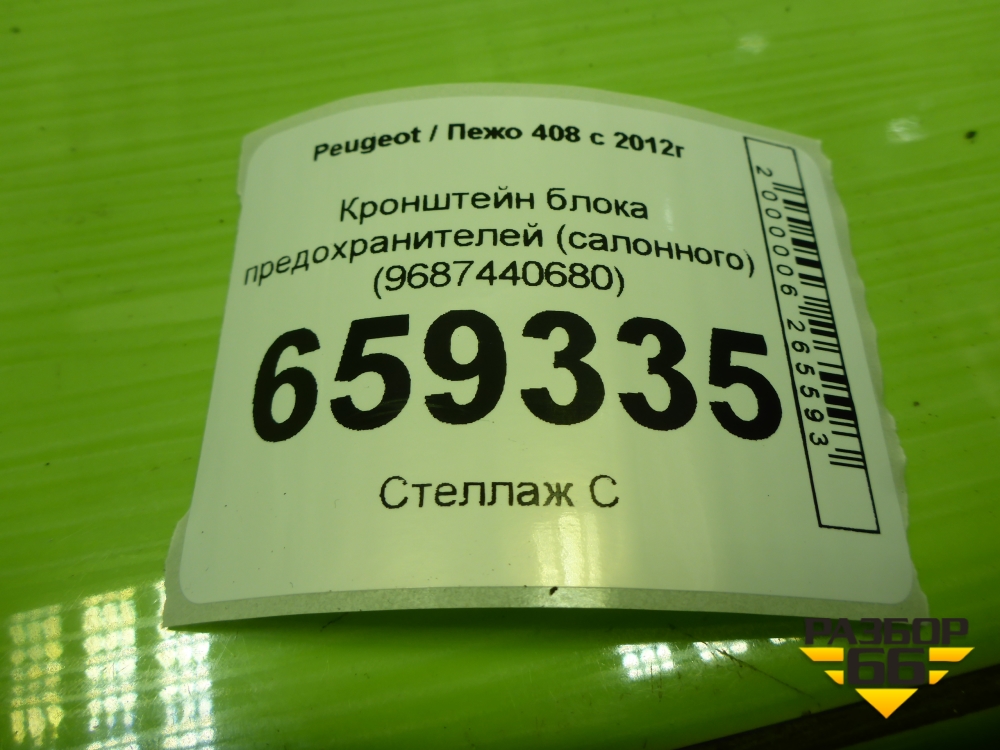 Peugeot / Пежо 408 с 2012г
Кронштейн блока
предохранителей (салонного)
(9687440680)
659335
Стеллаж С
2000006265593
РАЗБОР
66